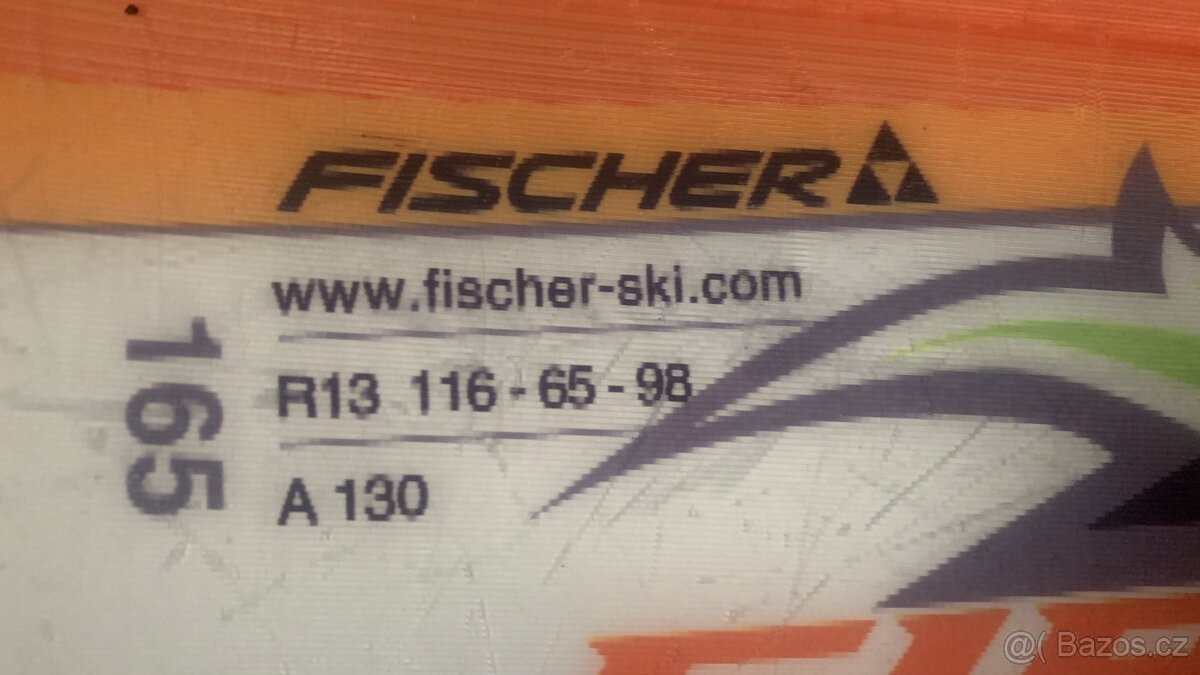 FISCHER
www.fischer-ski.com
165
R13 116 - 65 - 98
A 130
@( Bazos.cz